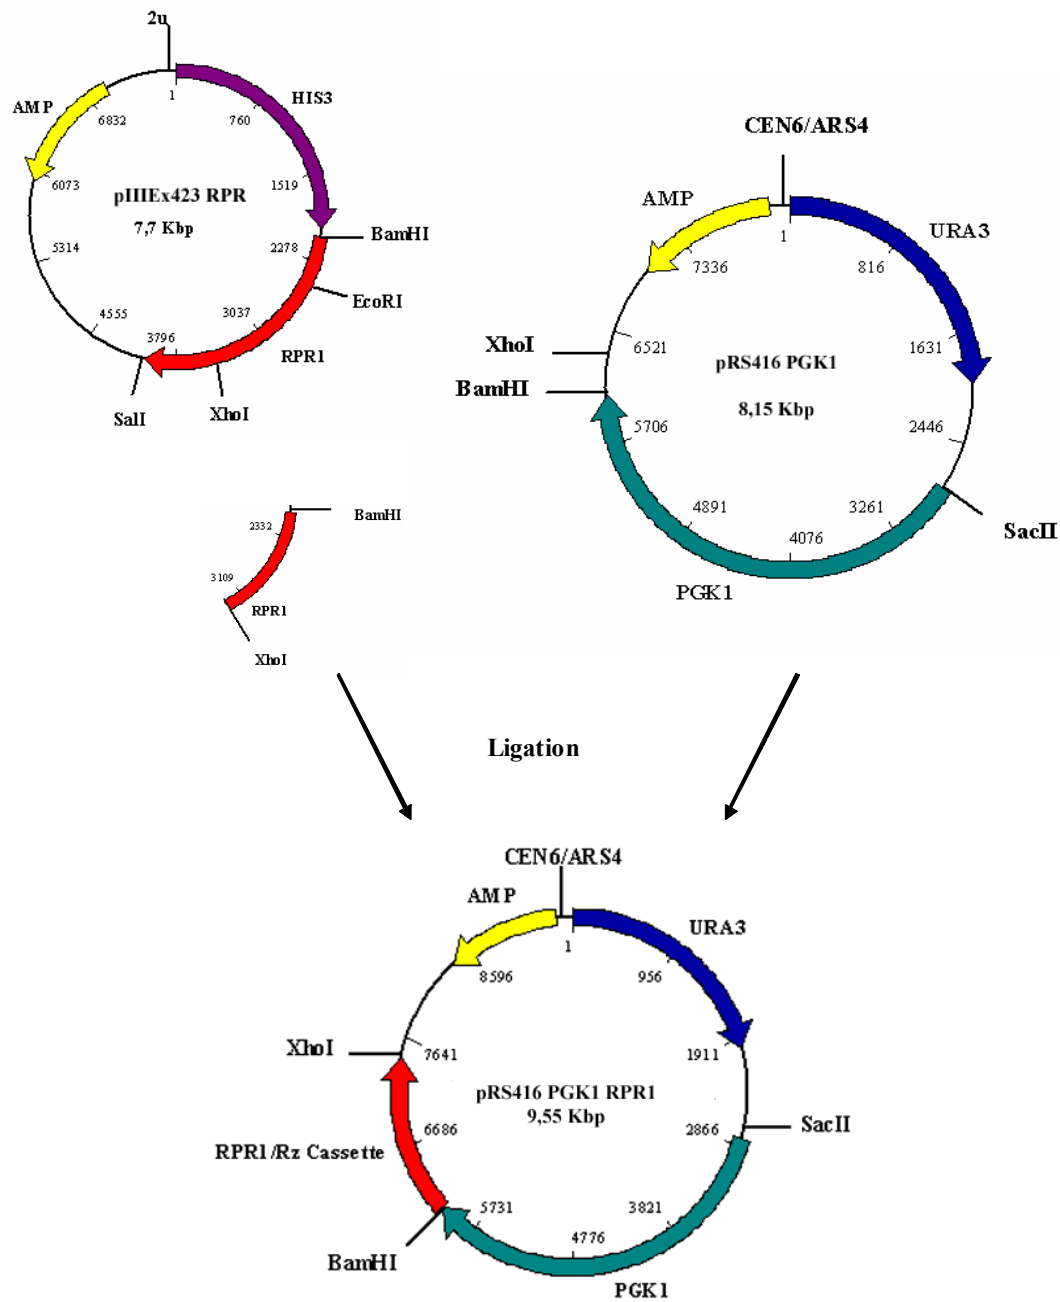 2u
HIS3
AMP
1
6832
760
6073
1519
pIIIEx423 RPR
7,7 Kbp
BamHI
5314
2278
EcoRI
4555
3037
3796
RPR1
SalI
XhoI
CEN6/ARS4
AMP
URA3
1
7336
816
XhoI
6521
1631
pRS416 PGK1
BamHI
8,15 Kbp
5706
2446
4891
3261
4076
SacII
PGK1
BamHI
2332
3109
RPR1
XhoI
Ligation
CEN6/ARS4
AMP
URA3
1
8596
956
XhoI
7641
1911
pRS416 PGK1 RPR1
9,55 Kbp
SacII
6686
2866
RPR1/Rz Cassette
5731
3821
4776
BamHI
PGK1